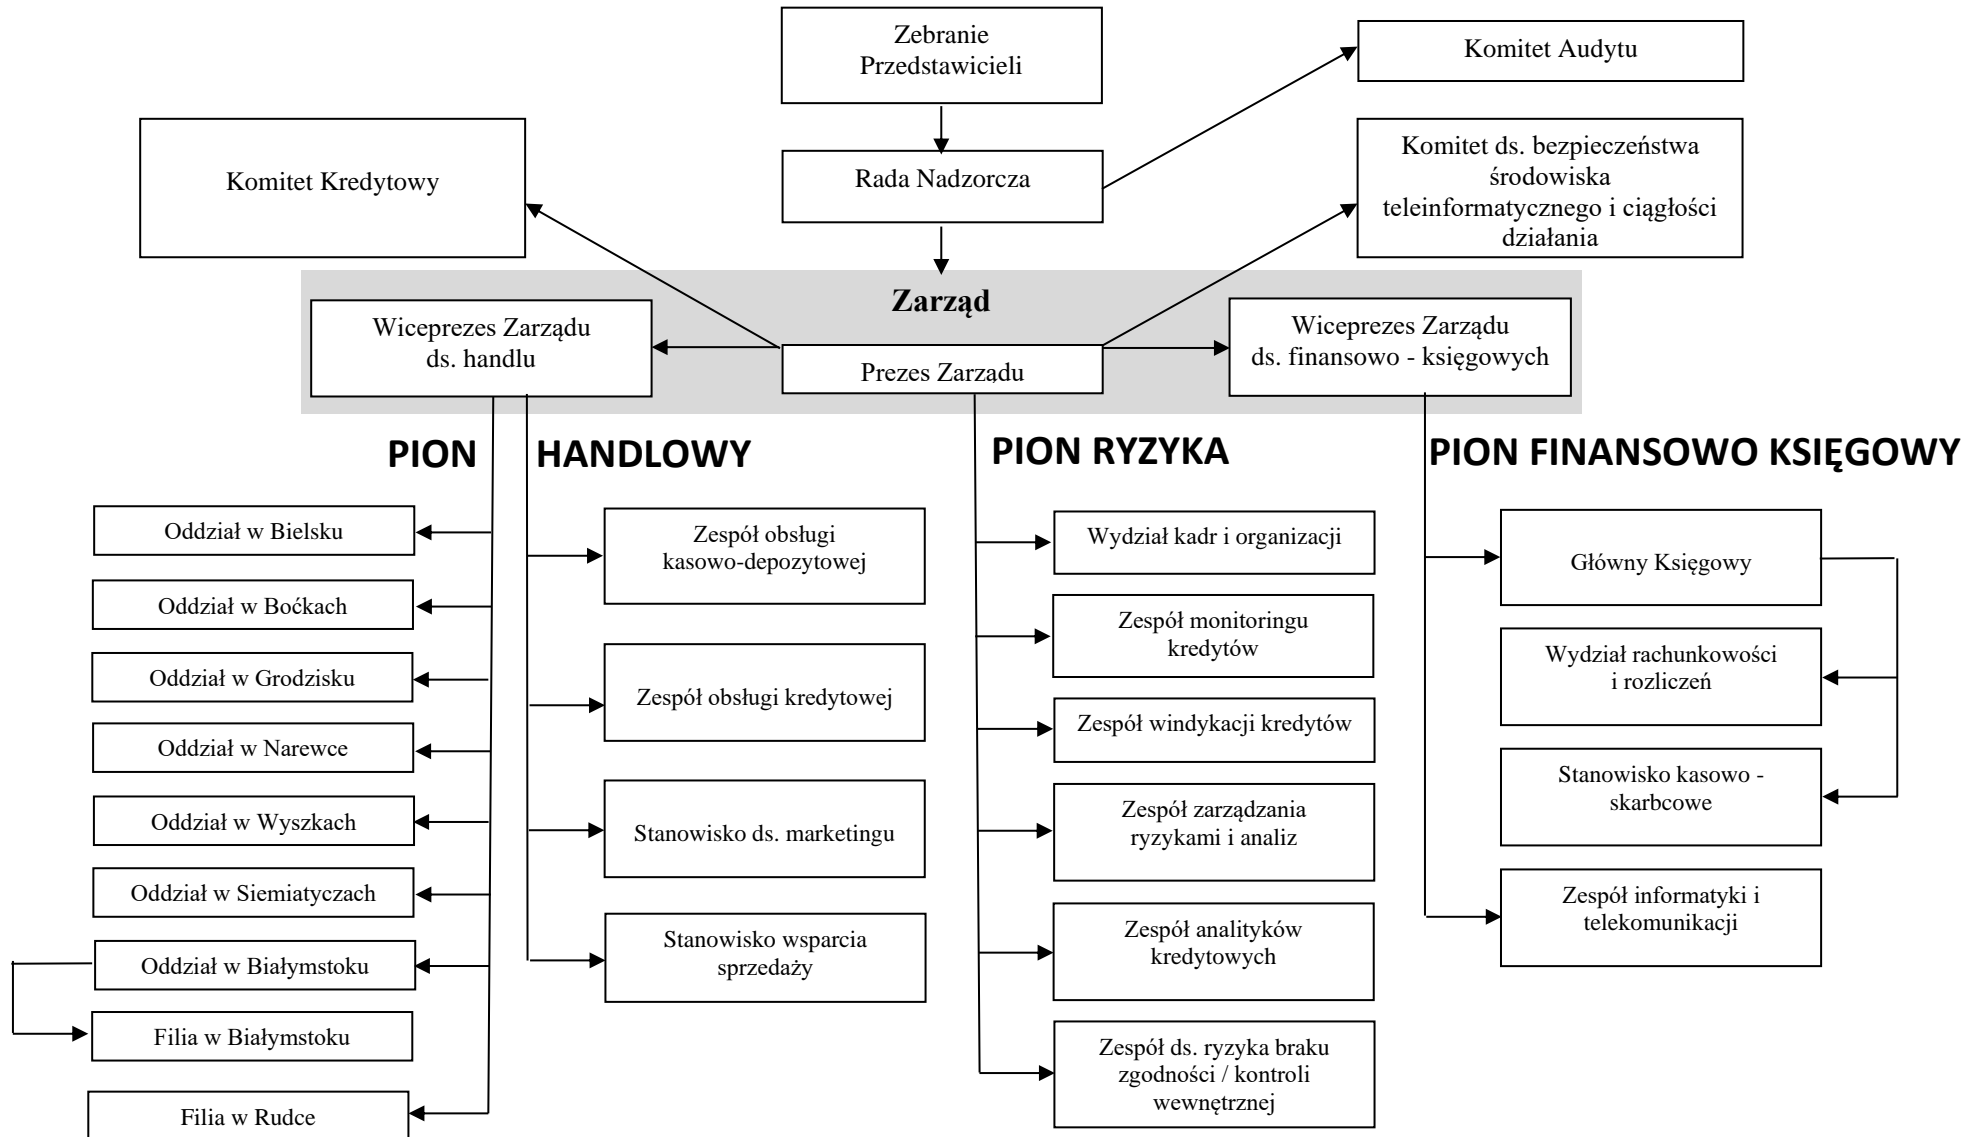 Zebranie
Przedstawicieli
Komitet Audytu
Komitet Kredytowy
Rada Nadzorcza
Komitet ds. bezpieczeństwa
środowiska
teleinformatycznego i ciągłości
działania
Zarząd
Wiceprezes Zarządu
ds. handlu
Prezes Zarządu
Wiceprezes Zarządu
ds. finansowo - księgowych
PION HANDLOWY
PION RYZYKA
PION FINANSOWO KSIĘGOWY
Oddział w Bielsku
Oddział w Boćkach
Oddział w Grodzisku
Oddział w Narewce
Oddział w Wyszkach
Oddział w Siemiatyczach
Oddział w Białymstoku
Filia w Białymstoku
Filia w Rudce
Zespół obsługi
kasowo-depozytowej
Zespół obsługi kredytowej
Stanowisko ds. marketingu
Stanowisko wsparcia
sprzedaży
Wydział kadr i organizacji
Zespół monitoringu
kredytów
Zespół windykacji kredytów
Zespół zarządzania
ryzykami i analiz
Zespół analityków
kredytowych
Zespół ds. ryzyka braku
zgodności / kontroli
wewnętrznej
Główny Księgowy
Wydział rachunkowości
i rozliczeń
Stanowisko kasowo -
skarbcowe
Zespół informatyki i
telekomunikacji